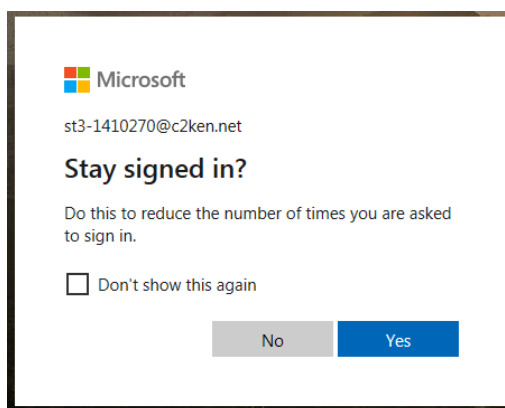 Microsoft
st3-1410270@c2ken.net
Stay signed in?
Do this to reduce the number of times you are asked
to sign in.
Don't show this again
No
Yes